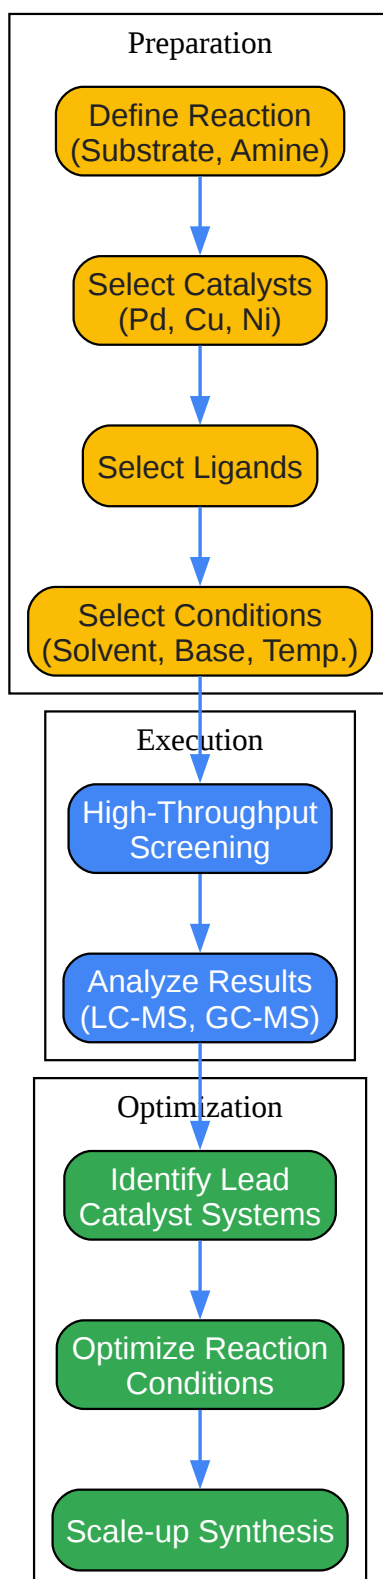 Preparation
Define Reaction
(Substrate, Amine)
Select Catalysts
(Pd, Cu, Ni)
Select Ligands
Select Conditions
(Solvent, Base, Temp.)
Execution
High-Throughput
Screening
Analyze Results
(LC-MS, GC-MS)
Optimization
Identify Lead
Catalyst Systems
Optimize Reaction
Conditions
Scale-up Synthesis